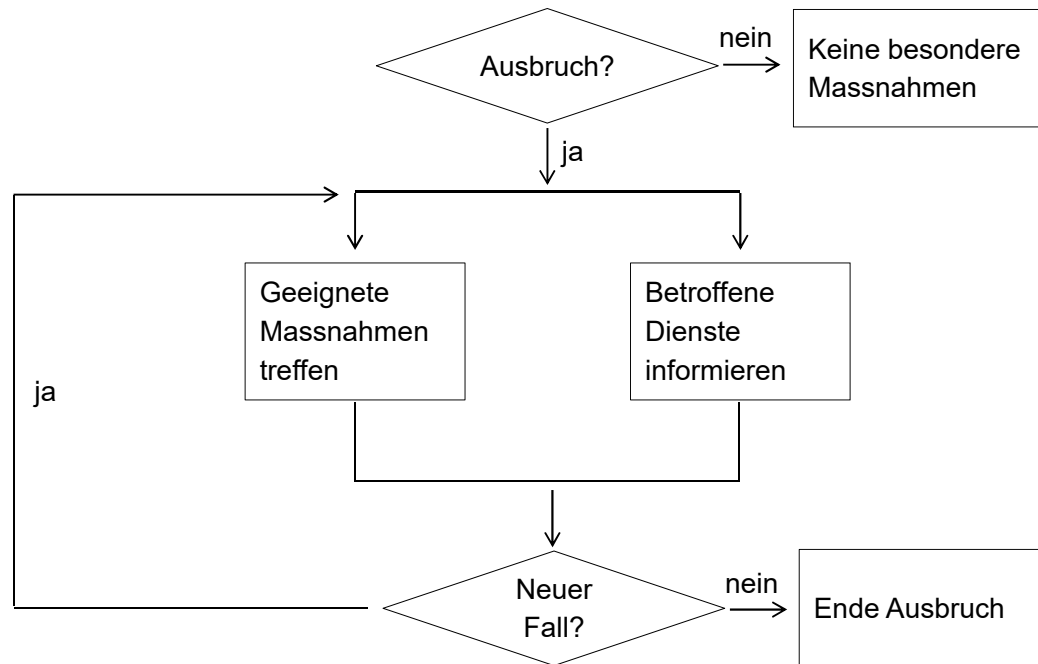 Ausbruch?
nein
Keine besondere
Massnahmen
ja
Geeignete
Massnahmen
treffen
Betroffene
Dienste
informieren
ja
Neuer
Fall?
nein
Ende Ausbruch